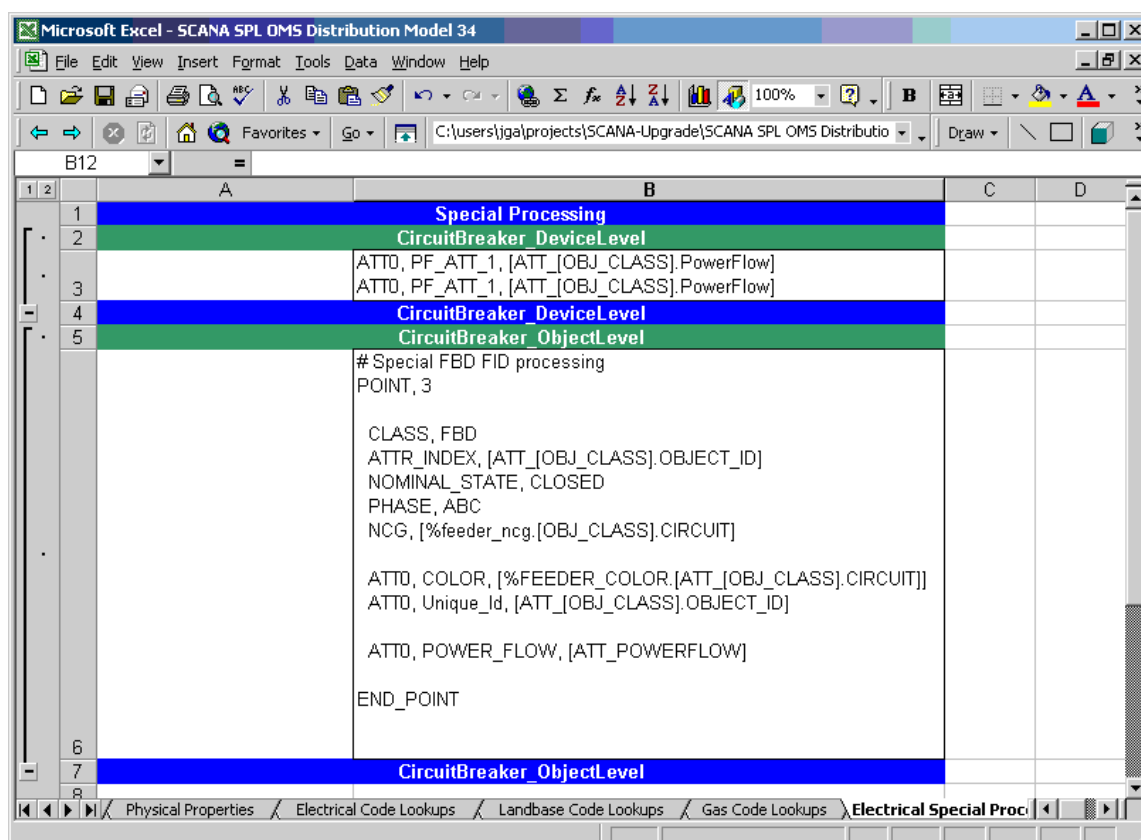 Microsoft Excel - SCANA SPL OMS Distribution Model 34
File Edit View Insert Format Tools Data Window Help
100% B A
Favorites Go C:\users\jga\projects\SCANA-Upgrade\SCANA SPL OMS Distributio Draw
B12 =
1 2 A B C D
1 Special Processing
2 CircuitBreaker_DeviceLevel
ATT0, PF_ATT_1, [ATT_[OBJ_CLASS].PowerFlow]
3 ATT0, PF_ATT_1, [ATT_[OBJ_CLASS].PowerFlow]
4 CircuitBreaker_DeviceLevel
5 CircuitBreaker_ObjectLevel
# Special FBD FID processing
POINT, 3
CLASS, FBD
ATTR_INDEX, [ATT_[OBJ_CLASS].OBJECT_ID]
NOMINAL_STATE, CLOSED
PHASE, ABC
NCG, [%feeder_ncg.[OBJ_CLASS].CIRCUIT]
ATT0, COLOR, [%FEEDER_COLOR.[ATT_[OBJ_CLASS].CIRCUIT]]
ATT0, Unique_Id, [ATT_[OBJ_CLASS].OBJECT_ID]
ATT0, POWER_FLOW, [ATT_POWERFLOW]
END_POINT
6
7 CircuitBreaker_ObjectLevel
8
Physical Properties Electrical Code Lookups Landbase Code Lookups Gas Code Lookups Electrical Special Proc